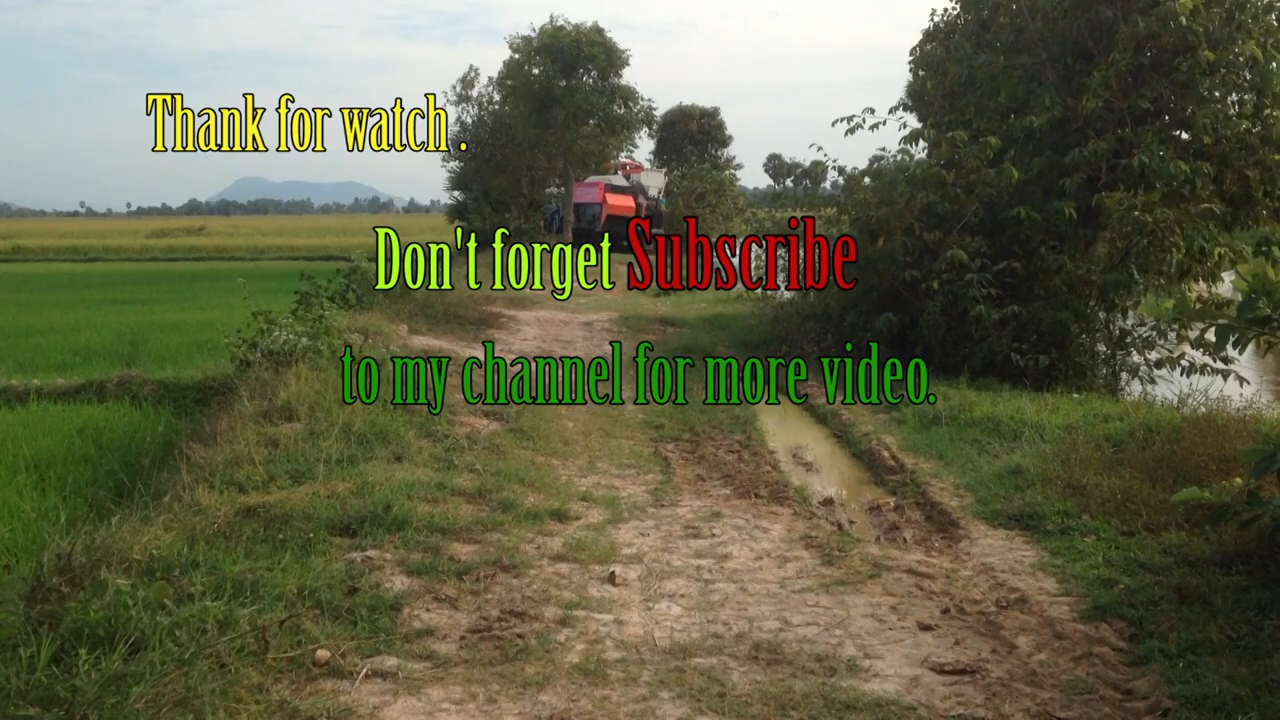 Thank for watch .
Don't forget Subscribe
to my channel for more video.